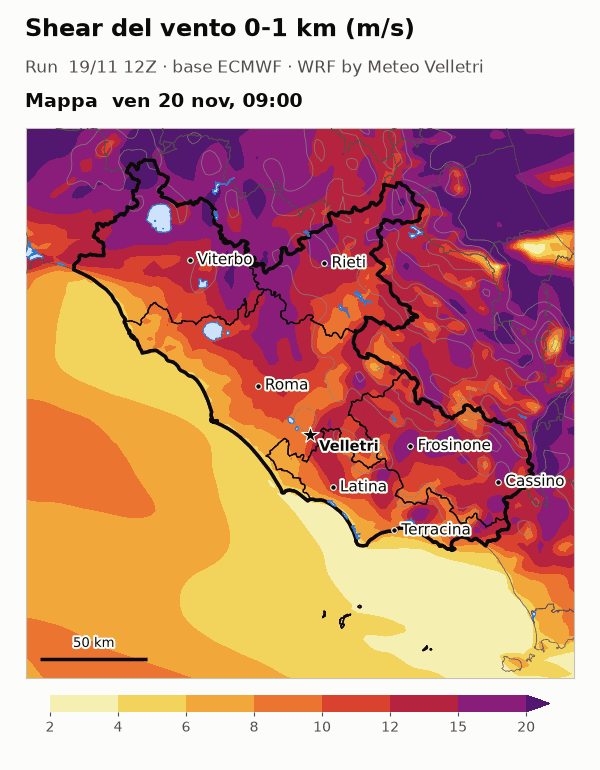 Shear del vento 0-1 km (m/s)
Run  19/11 12Z · base ECMWF · WRF by Meteo Velletri
Mappa  ven 20 nov, 09:00
Viterbo
Rieti
Roma
Velletri
Frosinone
Latina
Cassino
Terracina
50 km
2 4 6 8 10 12 15 20